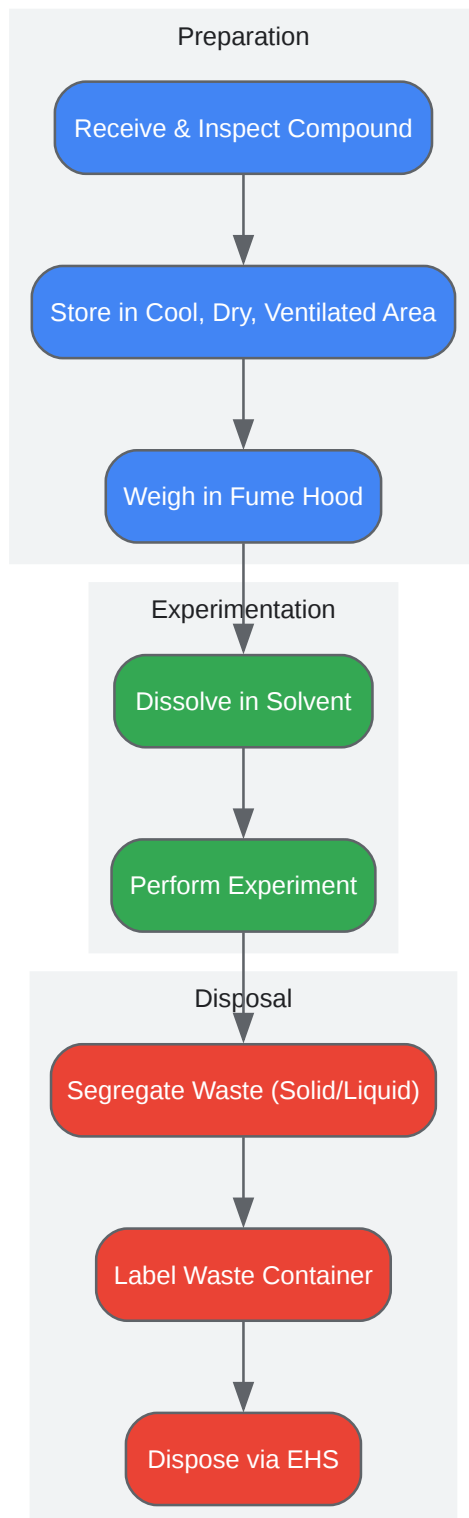 Preparation
Receive & Inspect Compound
Store in Cool, Dry, Ventilated Area
Weigh in Fume Hood
Experimentation
Dissolve in Solvent
Perform Experiment
Disposal
Segregate Waste (Solid/Liquid)
Label Waste Container
Dispose via EHS